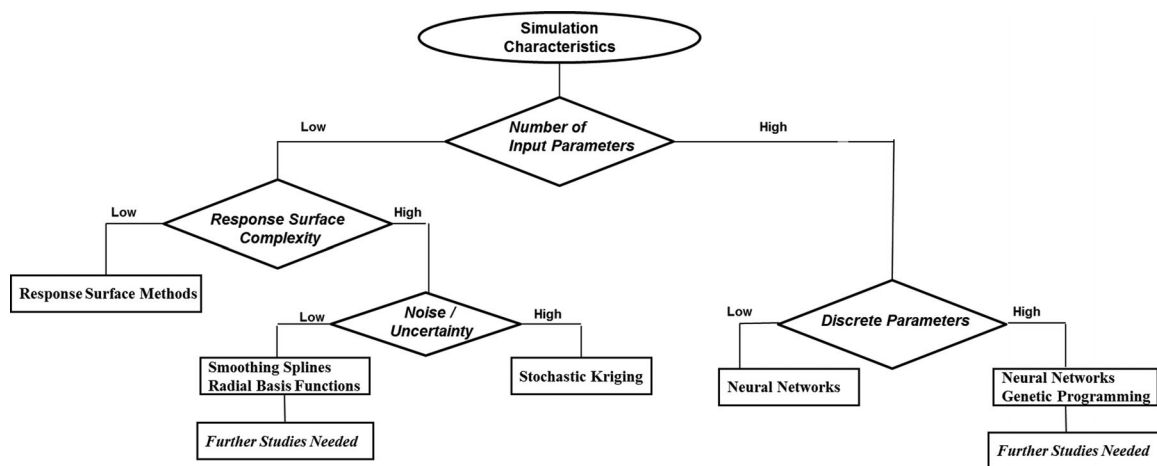 Simulation
Characteristics
Number of
Input Parameters
Low
High
Response Surface
Complexity
Low
High
Response Surface Methods
Noise /
Uncertainty
Low
High
Discrete Parameters
Low
High
Smoothing Splines
Radial Basis Functions
Stochastic Kriging
Neural Networks
Neural Networks
Genetic Programming
Further Studies Needed
Further Studies Needed